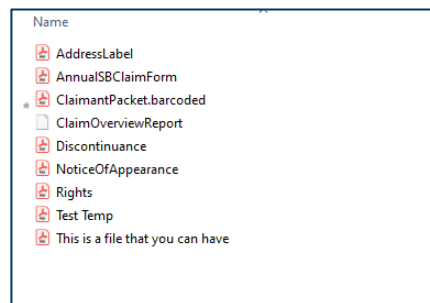 Name
AddressLabel
AnnualSBClaimForm
ClaimantPacket.barcoded
ClaimOverviewReport
Discontinuance
NoticeOfAppearance
Rights
Test Temp
This is a file that you can have